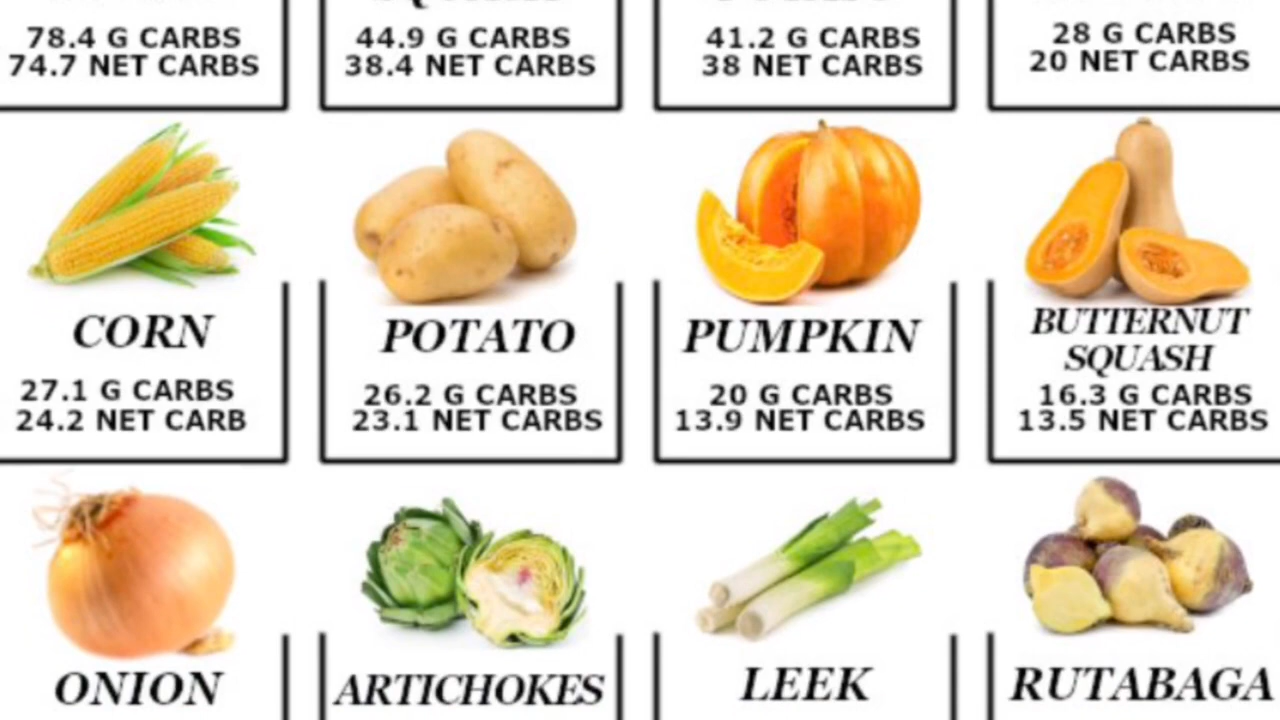 78.4 G CARBS
74.7 NET CARBS
44.9 G CARBS
38.4 NET CARBS
41.2 G CARBS
38 NET CARBS
28 G CARBS
20 NET CARBS
CORN
27.1 G CARBS
24.2 NET CARB
POTATO
26.2 G CARBS
23.1 NET CARBS
PUMPKIN
20 G CARBS
13.9 NET CARBS
BUTTERNUT
SQUASH
16.3 G CARBS
13.5 NET CARBS
ONION
ARTICHOKES
LEEK
RUTABAGA